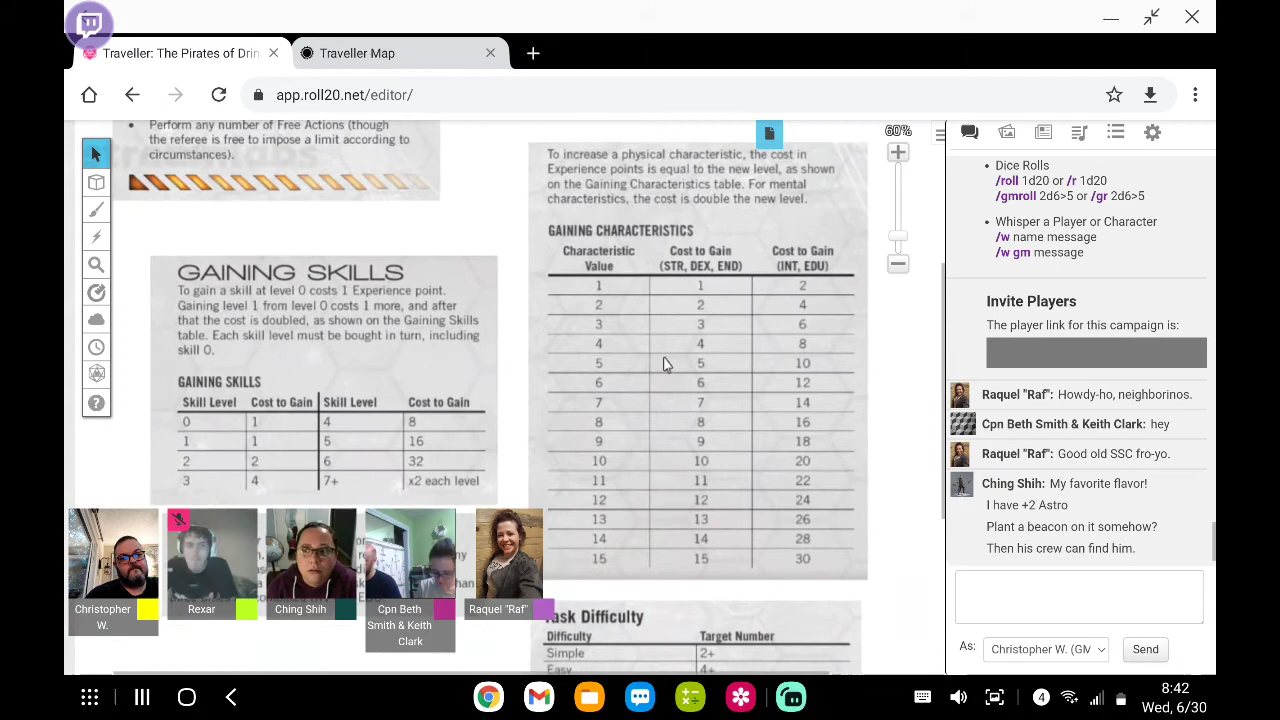 Traveller: The Pirates of Drin
Traveller Map
app.roll20.net/editor/
Perform any number of Free Actions (though
the referee is free to impose a limit according to
circumstances).
GAINING SKILLS
To gain a skill at level 0 costs 1 Experience point.
Gaining level 1 from level 0 costs 1 more, and after
that the cost is doubled, as shown on the Gaining Skills
table. Each skill level must be bought in turn, including
skill 0.
GAINING SKILLS
Skill Level Cost to Gain Skill Level Cost to Gain
0 1 4 8
1 1 5 16
2 2 6 32
3 4 7+ x2 each level
To increase a physical characteristic, the cost in
Experience points is equal to the new level, as shown
on the Gaining Characteristics table. For mental
characteristics, the cost is double the new level.
GAINING CHARACTERISTICS
Characteristic Value Cost to Gain (STR, DEX, END) Cost to Gain (INT, EDU)
1 1 2
2 2 4
3 3 6
4 4 8
5 5 10
6 6 12
7 7 14
8 8 16
9 9 18
10 10 20
11 11 22
12 12 24
13 13 26
14 14 28
15 15 30
Task Difficulty
Difficulty Target Number
Simple 2+
Easy 4+
60%
Christopher W.
Rexar
Ching Shih
Cpn Beth Smith & Keith Clark
Raquel "Raf"
Dice Rolls
/roll 1d20 or /r 1d20
/gmroll 2d6>5 or /gr 2d6>5
Whisper a Player or Character
/w name message
/w gm message
Invite Players
The player link for this campaign is:
Raquel "Raf": Howdy-ho, neighborinos.
Cpn Beth Smith & Keith Clark: hey
Raquel "Raf": Good old SSC fro-yo.
Ching Shih: My favorite flavor!
I have +2 Astro
Plant a beacon on it somehow?
Then his crew can find him.
As: Christopher W. (GM
Send
4
8:42
Wed, 6/30